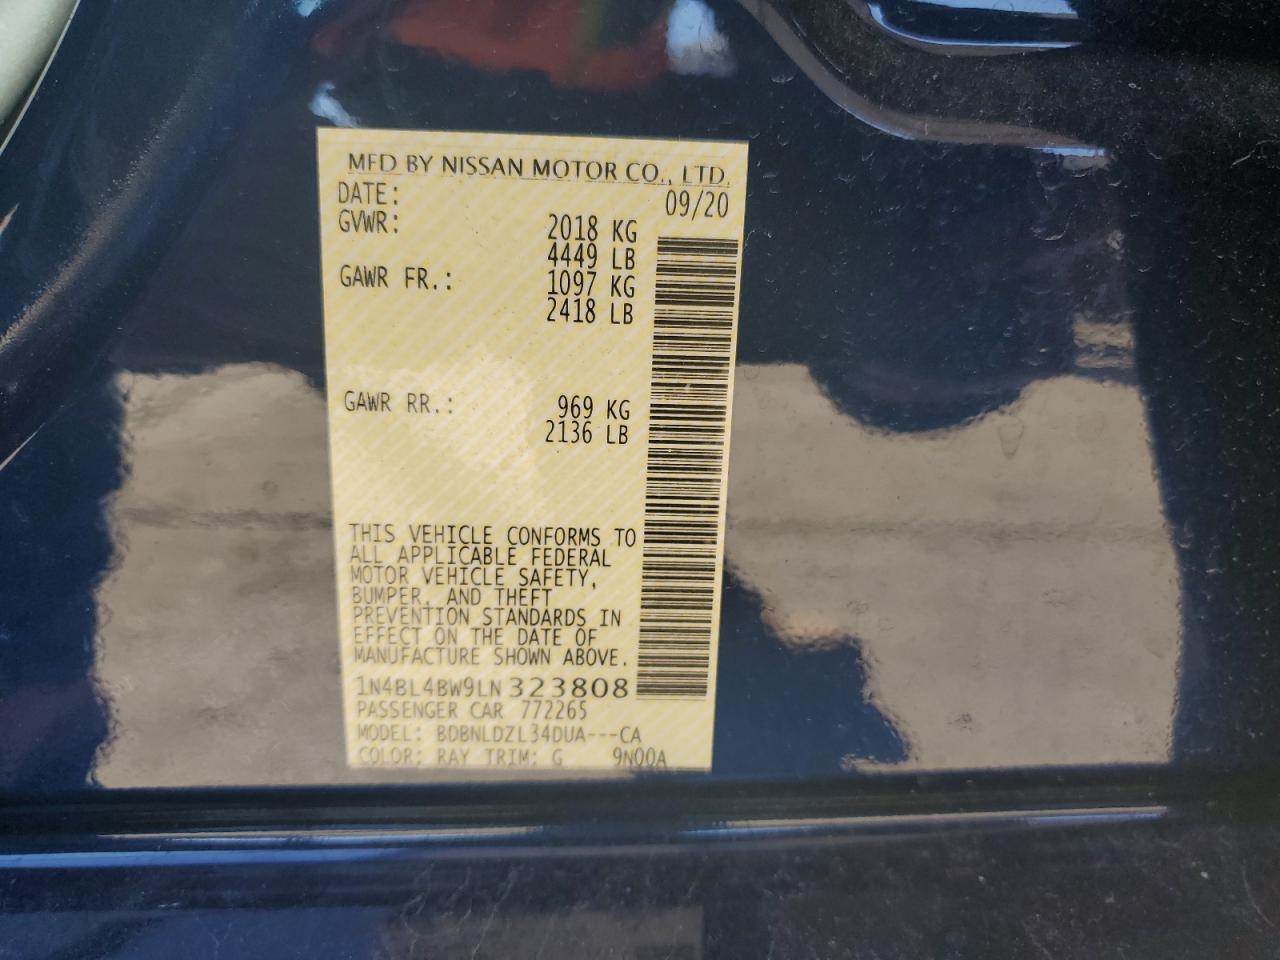 MFD BY NISSAN MOTOR CO., LTD.
DATE: 09/20
GVWR: 2018 KG
4449 LB
GAWR FR.: 1097 KG
2418 LB
GAWR RR.: 969 KG
2136 LB
THIS VEHICLE CONFORMS TO
ALL APPLICABLE FEDERAL
MOTOR VEHICLE SAFETY,
BUMPER, AND THEFT
PREVENTION STANDARDS IN
EFFECT ON THE DATE OF
MANUFACTURE SHOWN ABOVE.
1N4BL4BW9LN323808
PASSENGER CAR 772265
MODEL: BDBNLDZL34DUA---CA
COLOR: RAY TRIM: G 9N00A